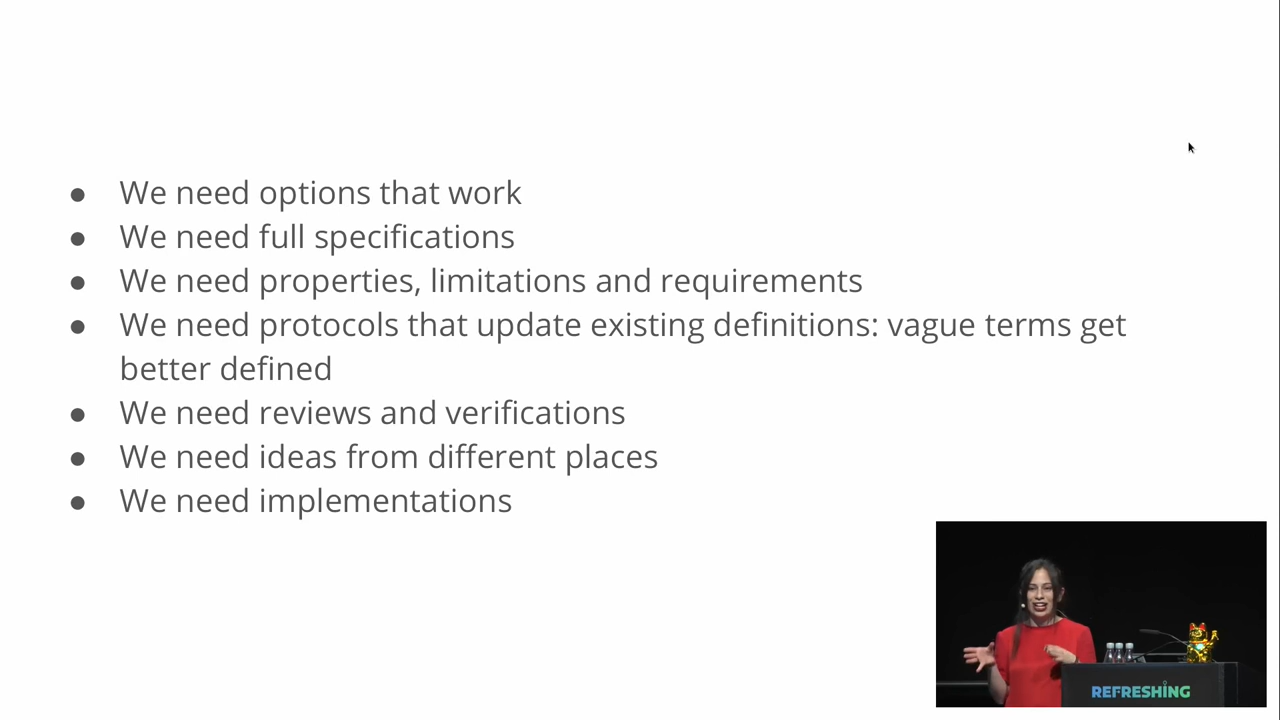 ● We need options that work
● We need full specifications
● We need properties, limitations and requirements
● We need protocols that update existing definitions: vague terms get
better defined
● We need reviews and verifications
● We need ideas from different places
● We need implementations
REFRESHING